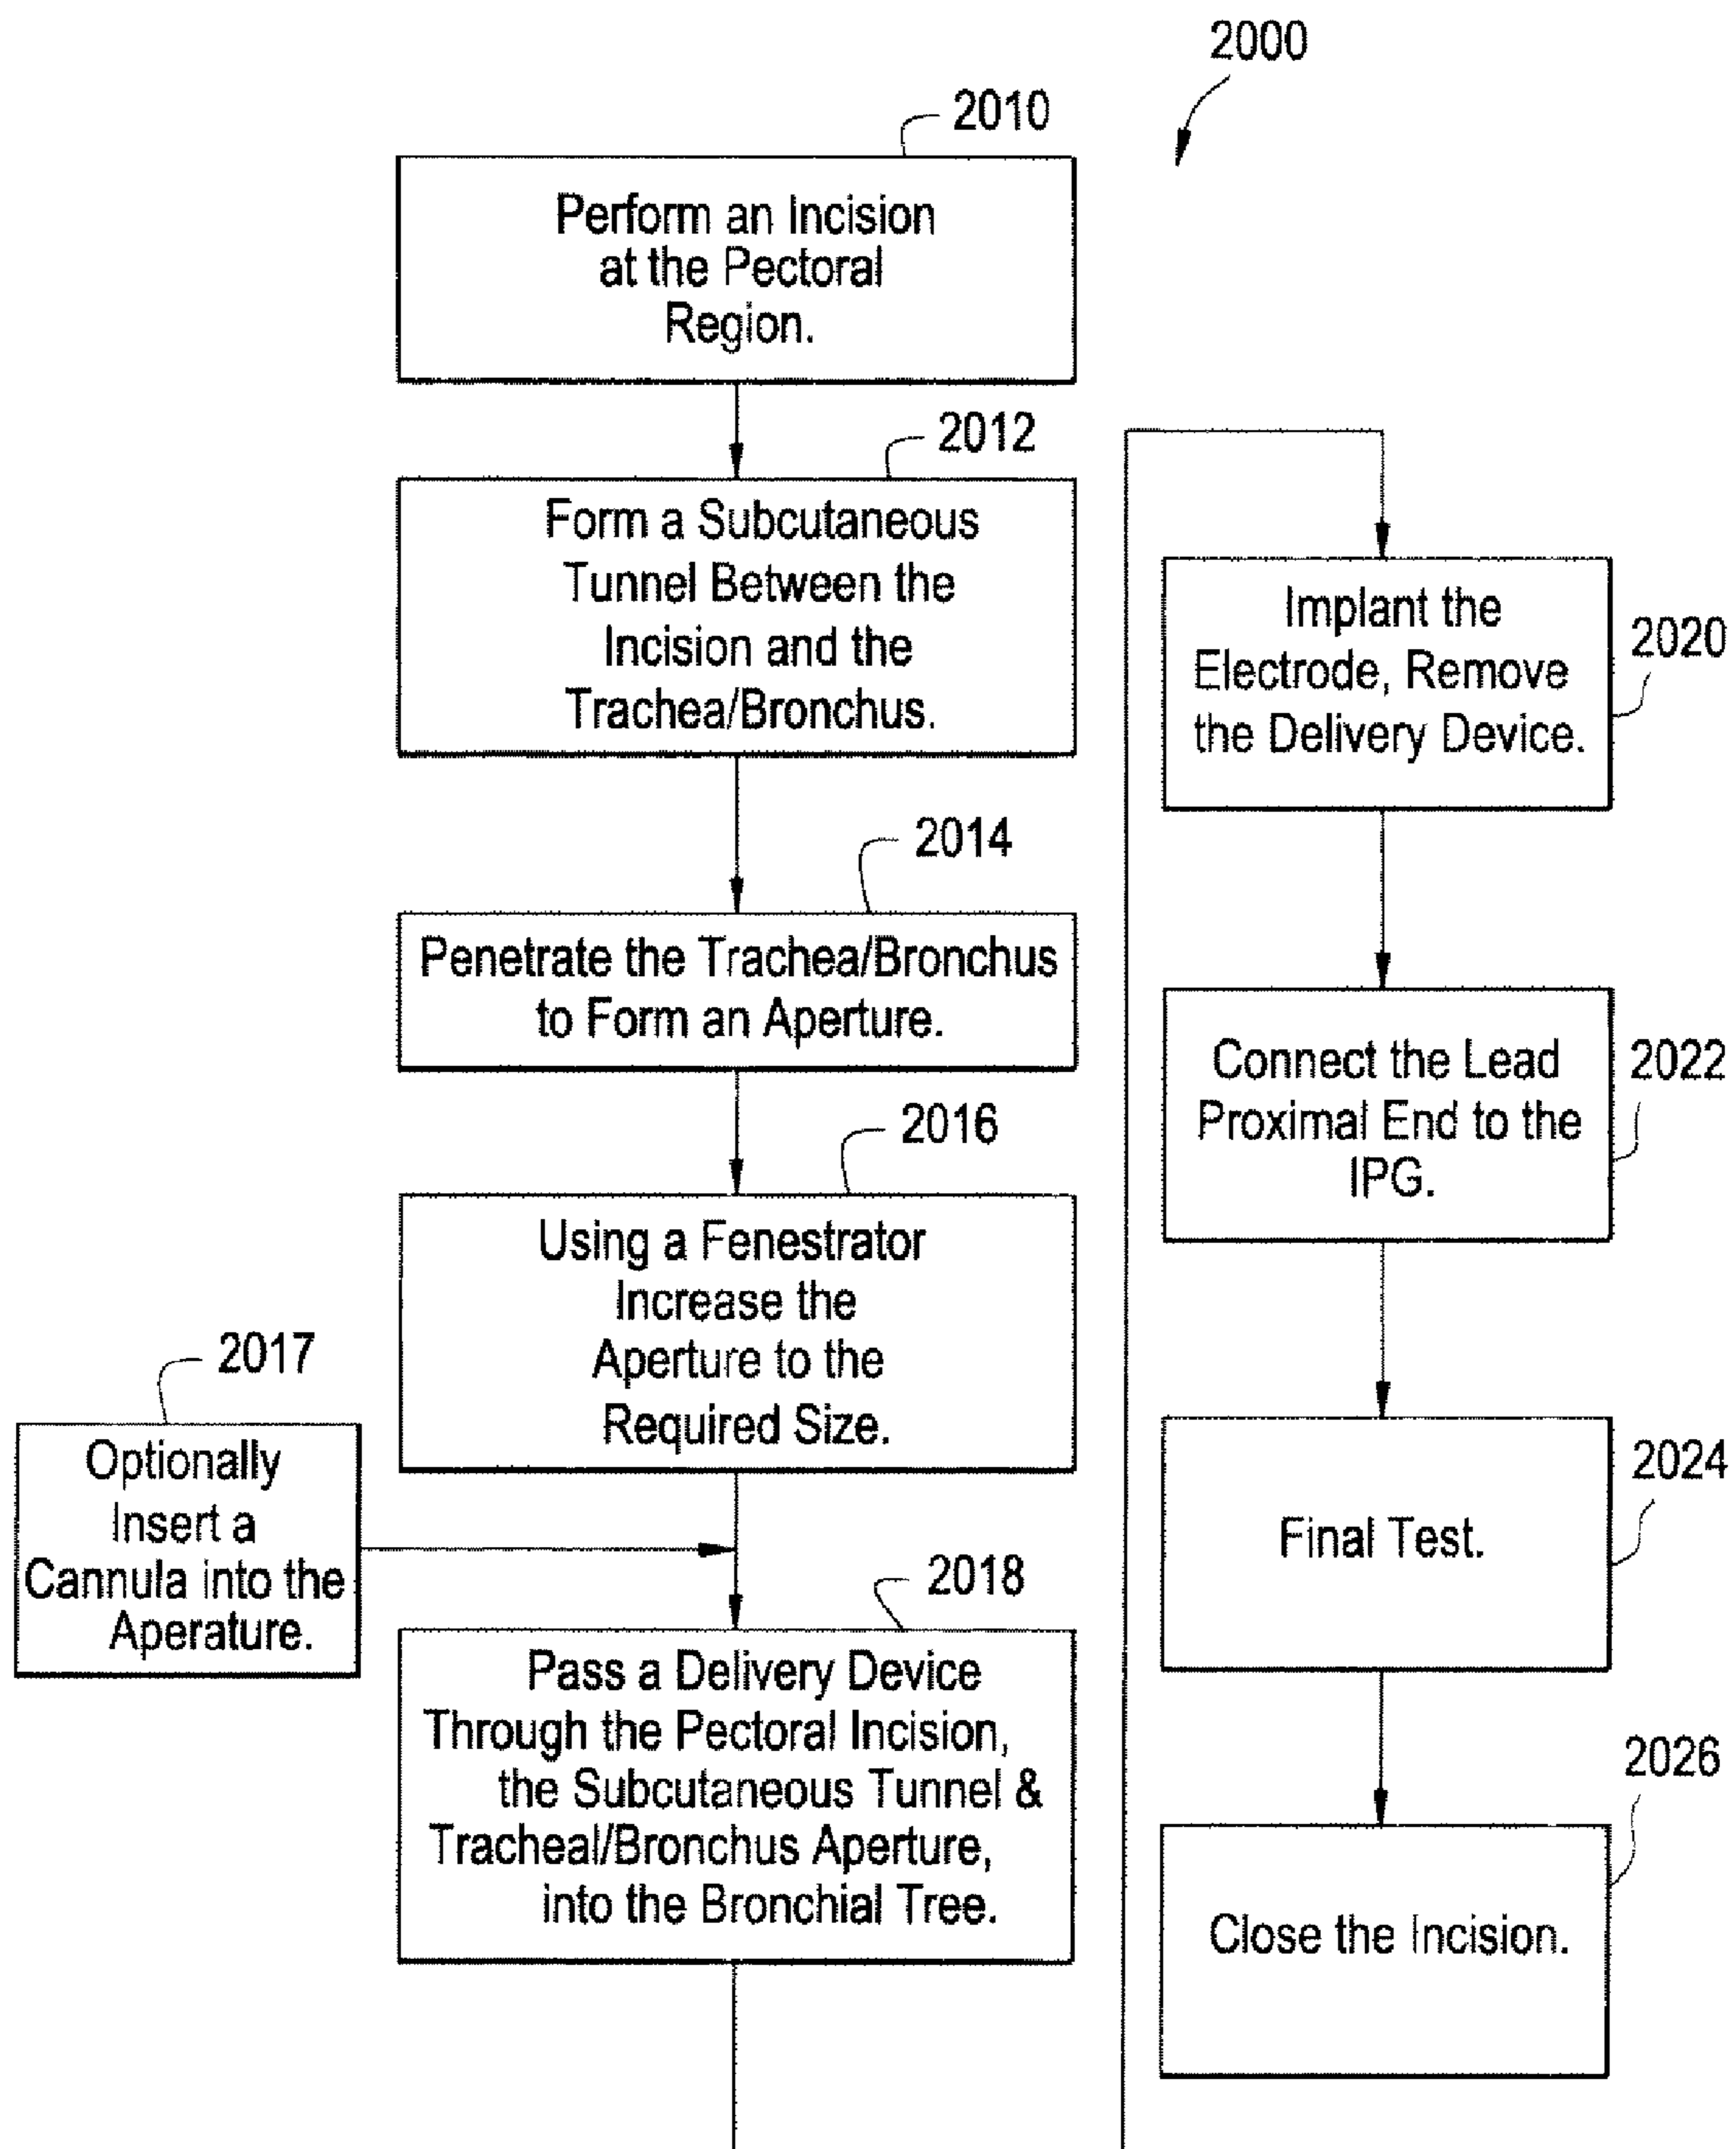 2000
2010
Perform an Incision
at the Pectoral
Region.
2012
Form a Subcutaneous
Tunnel Between the
Incision and the
Trachea/Bronchus.
2014
Penetrate the Trachea/Bronchus
to Form an Aperture.
2016
Using a Fenestrator
Increase the
Aperture to the
Required Size.
2017
Optionally
Insert a
Cannula into the
Aperature.
2018
Pass a Delivery Device
Through the Pectoral Incision,
the Subcutaneous Tunnel &
Tracheal/Bronchus Aperture,
into the Bronchial Tree.
Implant the
Electrode, Remove
the Delivery Device.
2020
Connect the Lead
Proximal End to the
IPG.
2022
Final Test.
2024
Close the Incision.
2026